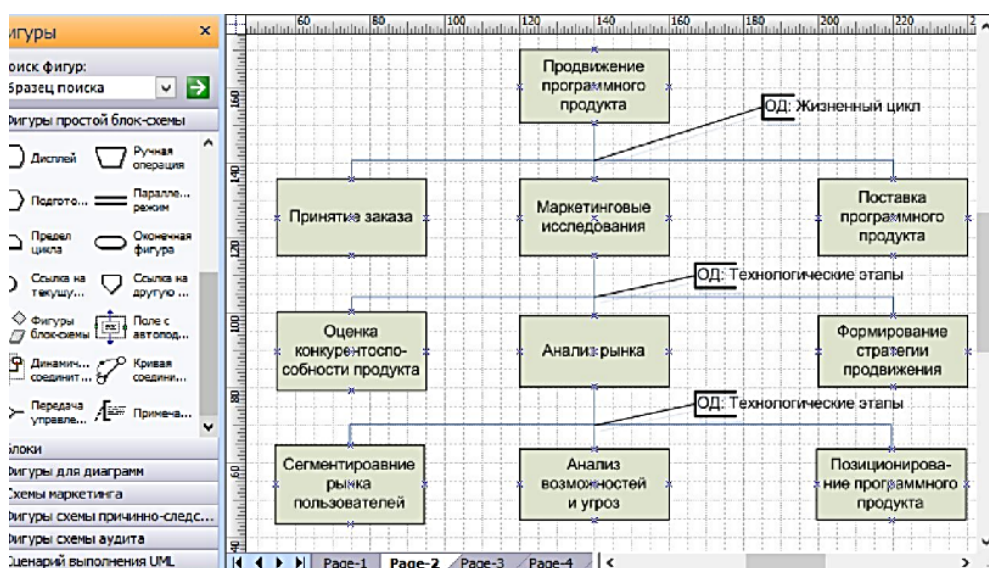 игуры
оиск фигур:
бразец поиска
Фигуры простой блок-схемы
Дисплей
Ручная
операция
Подгото...
Паралле...
режим
Предел
цикла
Оконечная
фигура
Ссылка на
текущу...
Ссылка на
другую ...
Фигуры
блок-схемы
Поле с
автопод...
Динамич...
соединит...
Кривая
соедини...
Передача
управле...
Примеча...
Блоки
Фигуры для диаграмм
Схемы маркетинга
Фигуры схемы причинно-следс...
Фигуры схемы аудита
Сценарий выполнения UML
60 80 100 120 140 160 180 200 220 2
160
140
120
100
80
60
40
Продвижение
программного
продукта
ОД: Жизненный цикл
Принятие заказа
Маркетинговые
исследования
Поставка
программного
продукта
ОД: Технологические этапы
Оценка
конкурентоспо-
собности продукта
Анализ рынка
Формирование
стратегии
продвижения
ОД: Технологические этапы
Сегментироавние
рынка
пользователей
Анализ
возможностей
и угроз
Позиционирова-
ние программного
продукта
Page-1 Page-2 Page-3 Page-4